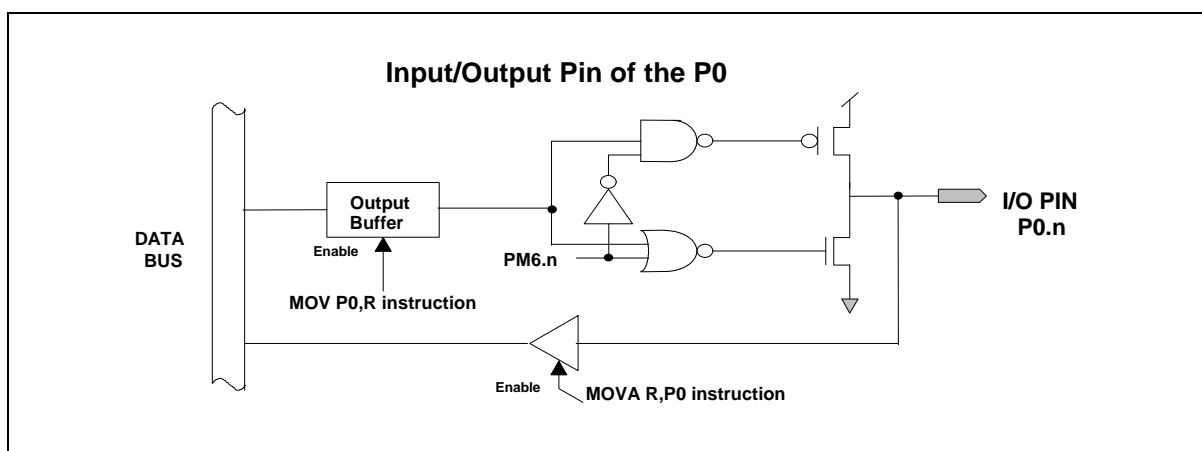 Input/Output Pin of the P0
Output
Buffer
DATA
BUS
Enable
MOV P0,R instruction
PM6.n
I/O PIN
P0.n
Enable
MOVA R,P0 instruction